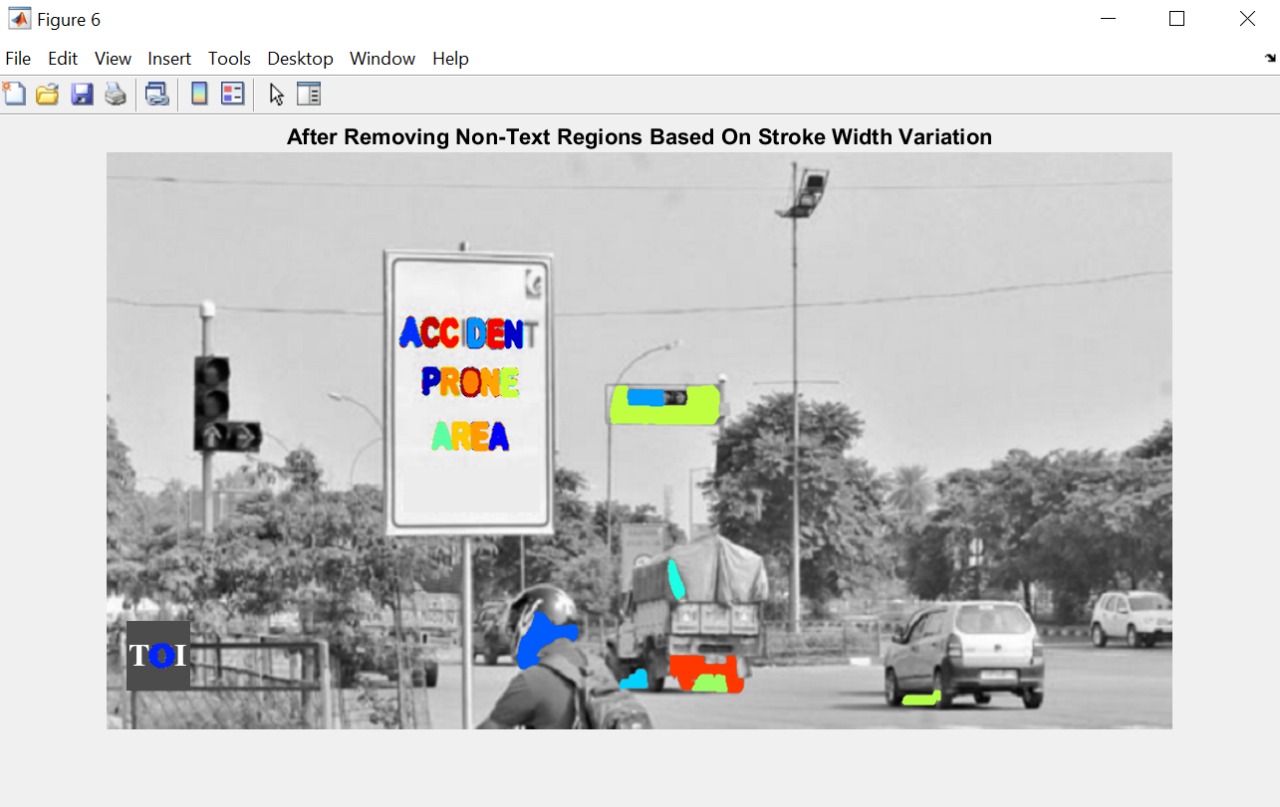 Figure 6
File Edit View Insert Tools Desktop Window Help
After Removing Non-Text Regions Based On Stroke Width Variation
ACCIDENT
PRONE
AREA
TOI